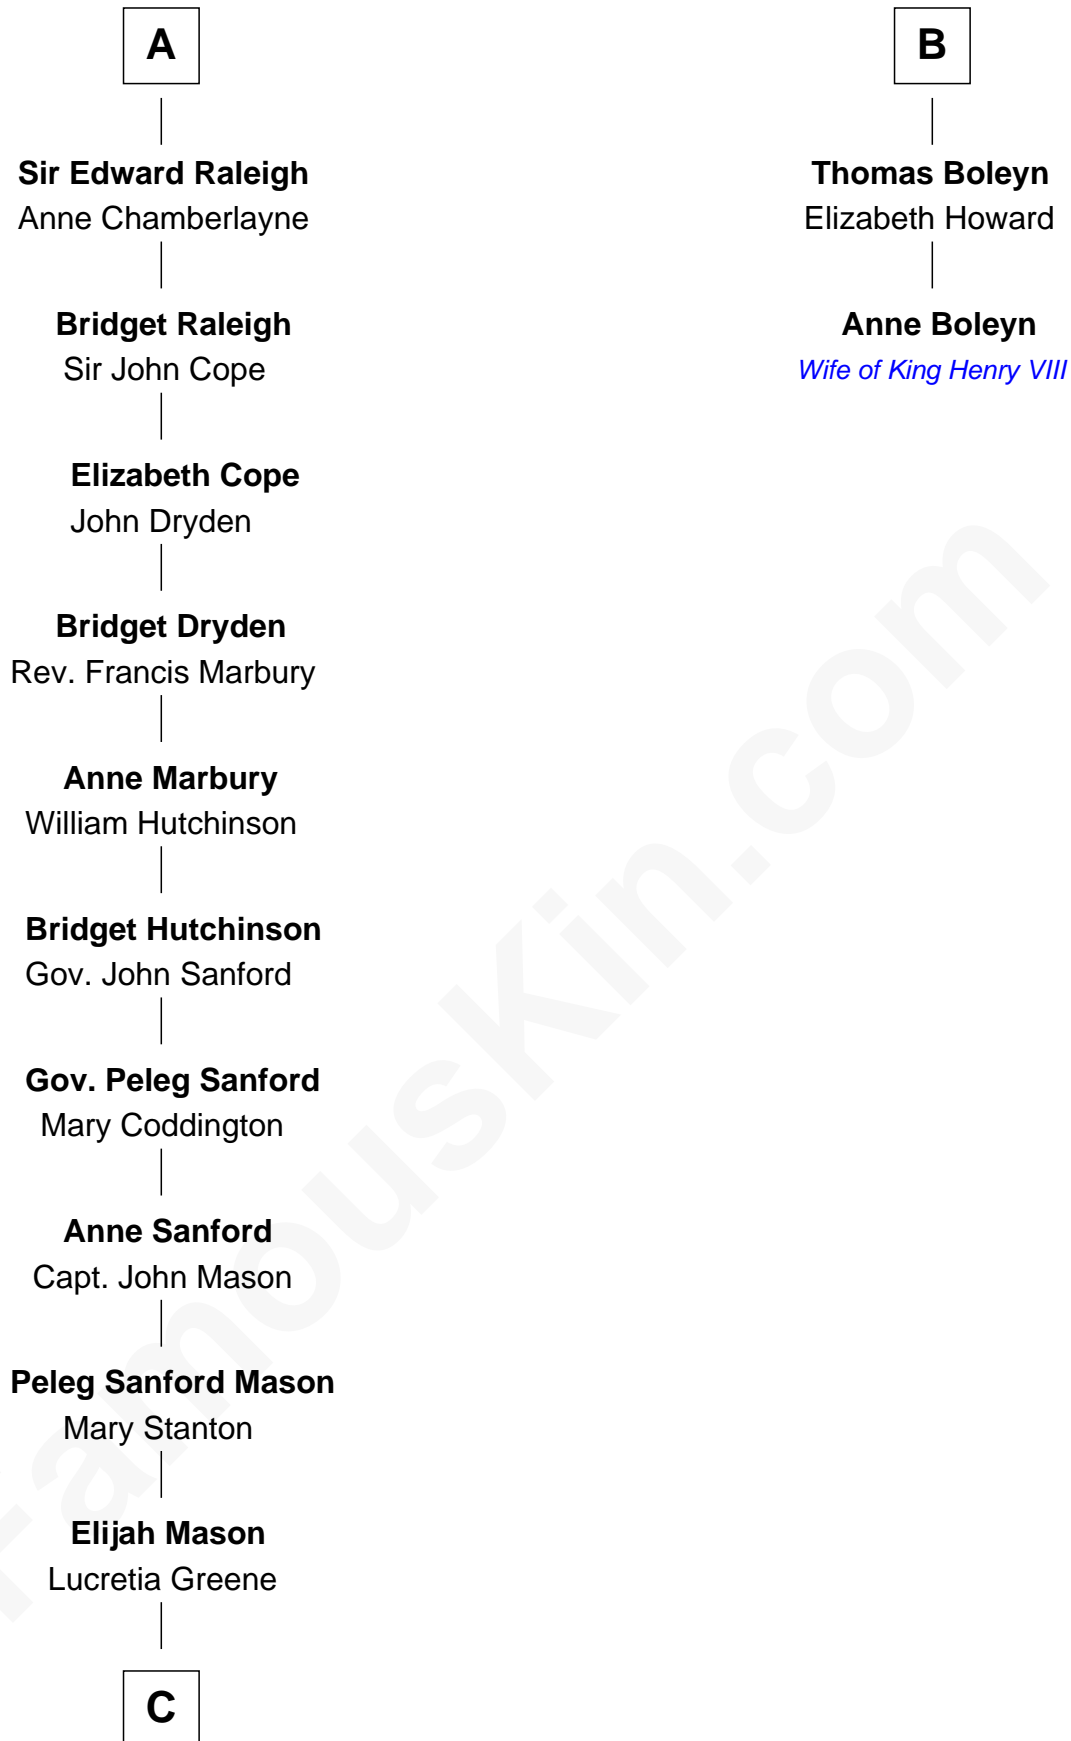 A
Sir Edward Raleigh
Anne Chamberlayne
Bridget Raleigh
Sir John Cope
Elizabeth Cope
John Dryden
Bridget Dryden
Rev. Francis Marbury
Anne Marbury
William Hutchinson
Bridget Hutchinson
Gov. John Sanford
Gov. Peleg Sanford
Mary Coddington
Anne Sanford
Capt. John Mason
Peleg Sanford Mason
Mary Stanton
Elijah Mason
Lucretia Greene
C
B
Thomas Boleyn
Elizabeth Howard
Anne Boleyn
Wife of King Henry VIII
FamousKin.com